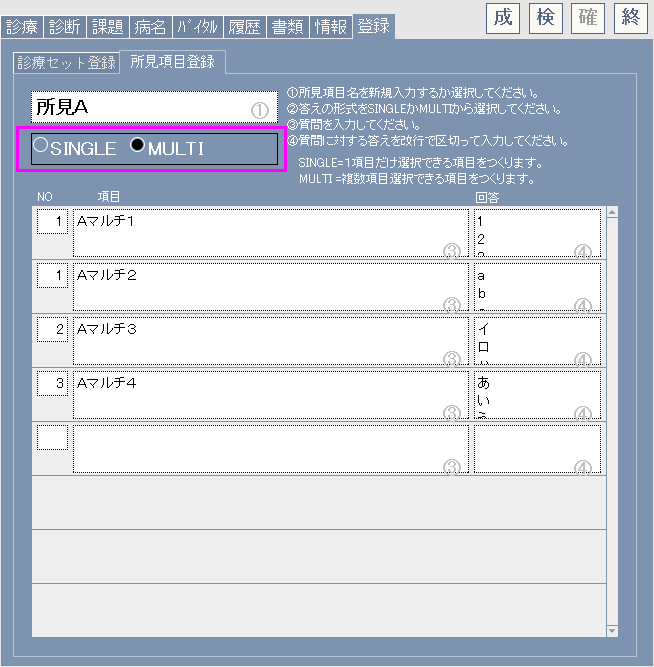 成 検 確 終
診療 診断 課題 病名 ﾊﾞｲﾀﾙ 履歴 書類 情報 登録
診療セット登録 所見項目登録
所見A ①
SINGLE MULTI
①所見項目名を新規入力するか選択してください。
②答えの形式をSINGLEかMULTIから選択してください。
③質問を入力してください。
④質問に対する答えを改行で区切って入力してください。
SINGLE=1項目だけ選択できる項目をつくります。
MULTI=複数項目選択できる項目をつくります。
NO 項目 回答
1 Aマルチ1 ③ 1
2
④
1 Aマルチ2 ③ a
b ④
2 Aマルチ3 ③ イ
ロ ④
3 Aマルチ4 ③ あ
い
④
③ ④